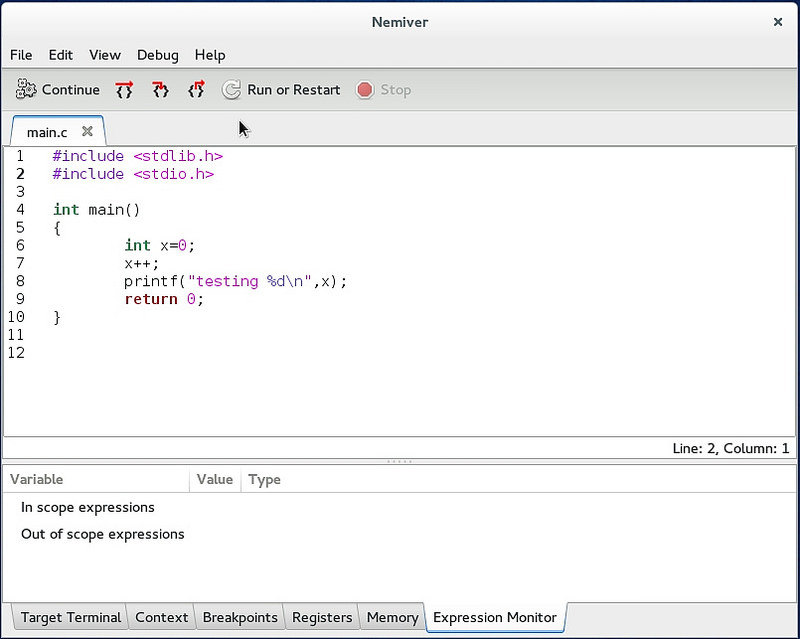 Nemiver
File Edit View Debug Help
Continue Run or Restart Stop
main.c
1 #include <stdlib.h>
2 #include <stdio.h>
3
4 int main()
5 {
6 int x=0;
7 x++;
8 printf("testing %d\n",x);
9 return 0;
10 }
11
12
Line: 2, Column: 1
Variable Value Type
In scope expressions
Out of scope expressions
Target Terminal Context Breakpoints Registers Memory Expression Monitor